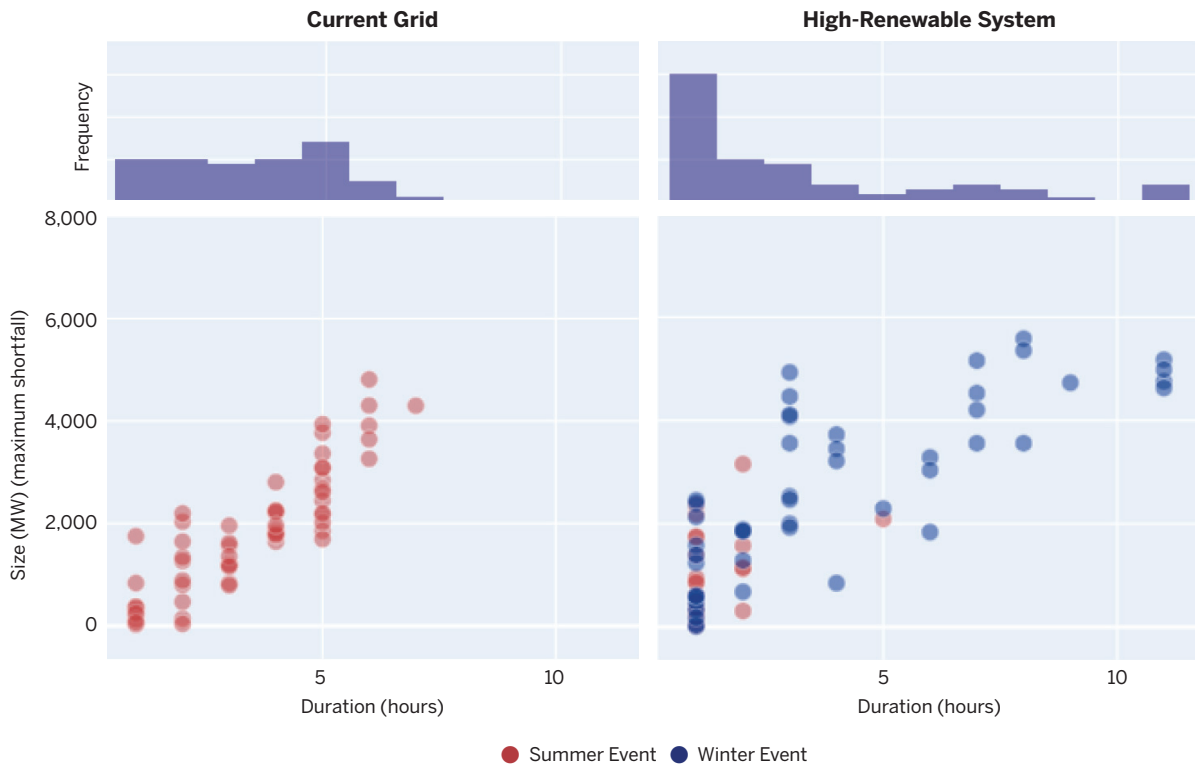 Current Grid
High-Renewable System
Frequency
8,000
6,000
4,000
2,000
0
Size (MW) (maximum shortfall)
5
10
5
10
Duration (hours)
Duration (hours)
Summer Event
Winter Event